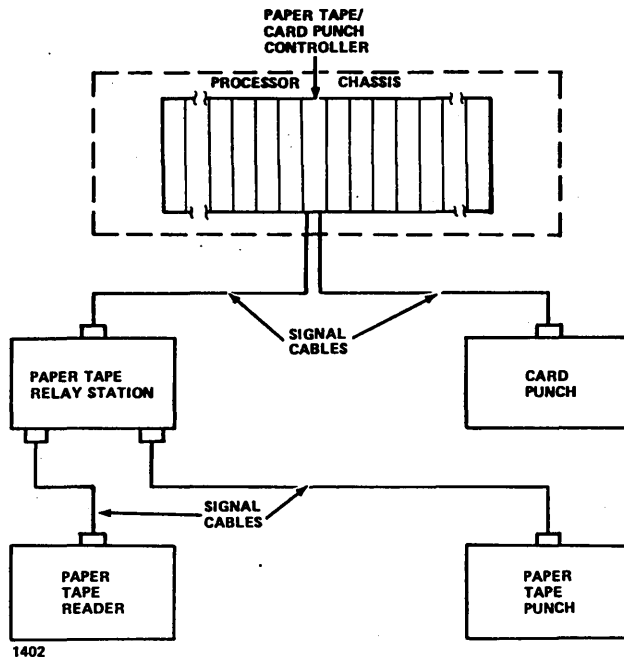 PAPER TAPE/
CARD PUNCH
CONTROLLER
PROCESSOR CHASSIS
SIGNAL
CABLES
PAPER TAPE
RELAY STATION
CARD
PUNCH
SIGNAL
CABLES
PAPER
TAPE
READER
PAPER
TAPE
PUNCH
1402